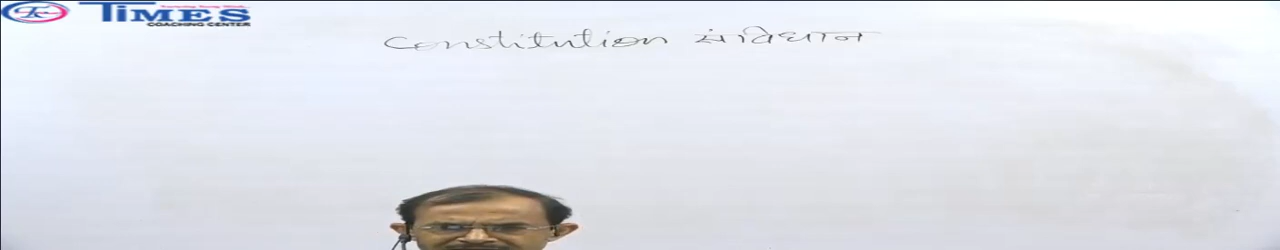 TIMES
COACHING CENTER
Constitution संविधान